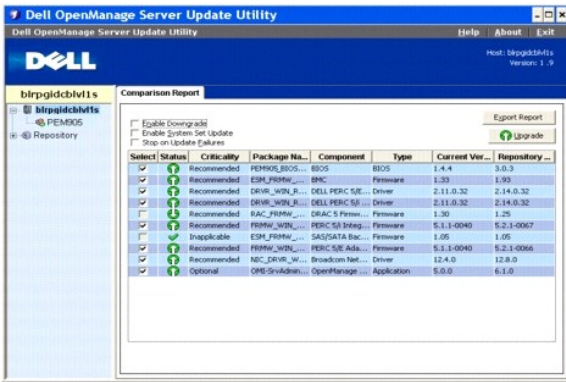 Dell OpenManage Server Update Utility
Dell OpenManage Server Update Utility Help About Exit
DELL
Host: blrpgidcblvl1s
Version: 1 .9
blrpgidcblvl1s
Comparison Report
blrpqidcblvl1s
PEM905
Repository
Enable Downgrade
Enable System Set Update
Stop on Update Failures
Export Report
Upgrade
Select Status Criticality Package Na... Component Type Current Ver... Repository ...
Recommended PEM905_BIOS... BIOS BIOS 1.4.4 3.0.3
Recommended ESM_FRMW_... BMC Firmware 1.33 1.93
Recommended DRVR_WIN_R... DELL PERC 5/E... Driver 2.11.0.32 2.14.0.32
Recommended DRVR_WIN_R... DELL PERC 5/i ... Driver 2.11.0.32 2.14.0.32
Recommended RAC_FRMW_... DRAC 5 Firmw... Firmware 1.30 1.25
Recommended FRMW_WIN_... PERC 5/i Integ... Firmware 5.1.1-0040 5.2.1-0067
Inapplicable ESM_FRMW_... SAS/SATA Bac... Firmware 1.05 1.05
Recommended FRMW_WIN_... PERC 5/E Ada... Firmware 5.1.1-0040 5.2.1-0066
Recommended NIC_DRVR_W... Broadcom Net... Driver 12.4.0 12.8.0
Optional OMI-SrvAdmin... OpenManage ... Application 5.0.0 6.1.0